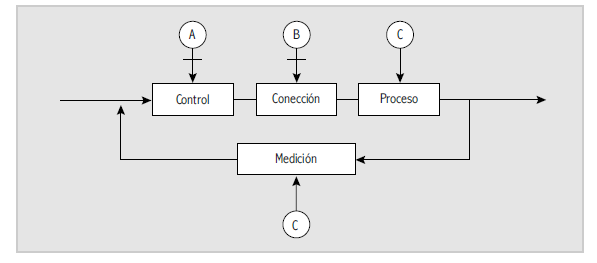 A
B
C
Control
Conección
Proceso
Medición
C